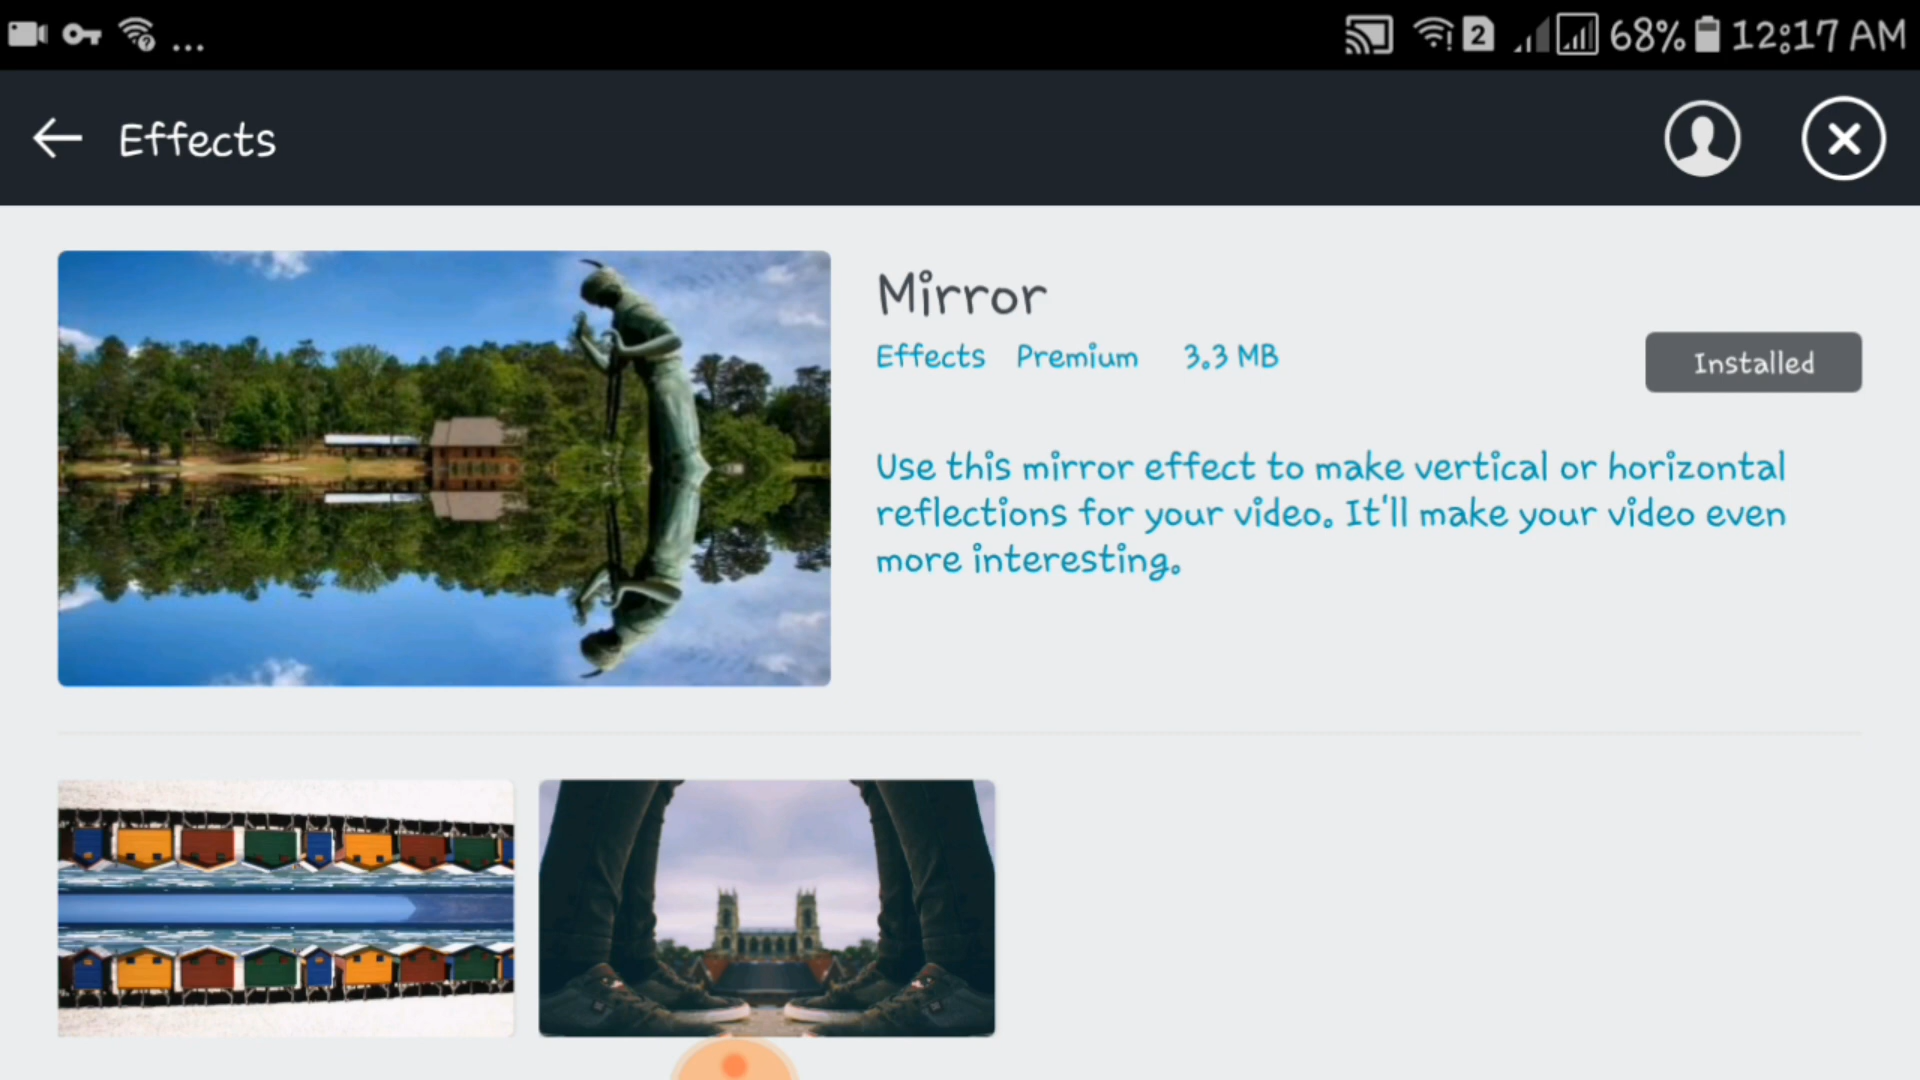 ... 2 68% 12:17 AM
Effects
Mirror
Effects Premium 3.3 MB
Installed
Use this mirror effect to make vertical or horizontal
reflections for your video. It'll make your video even
more interesting.